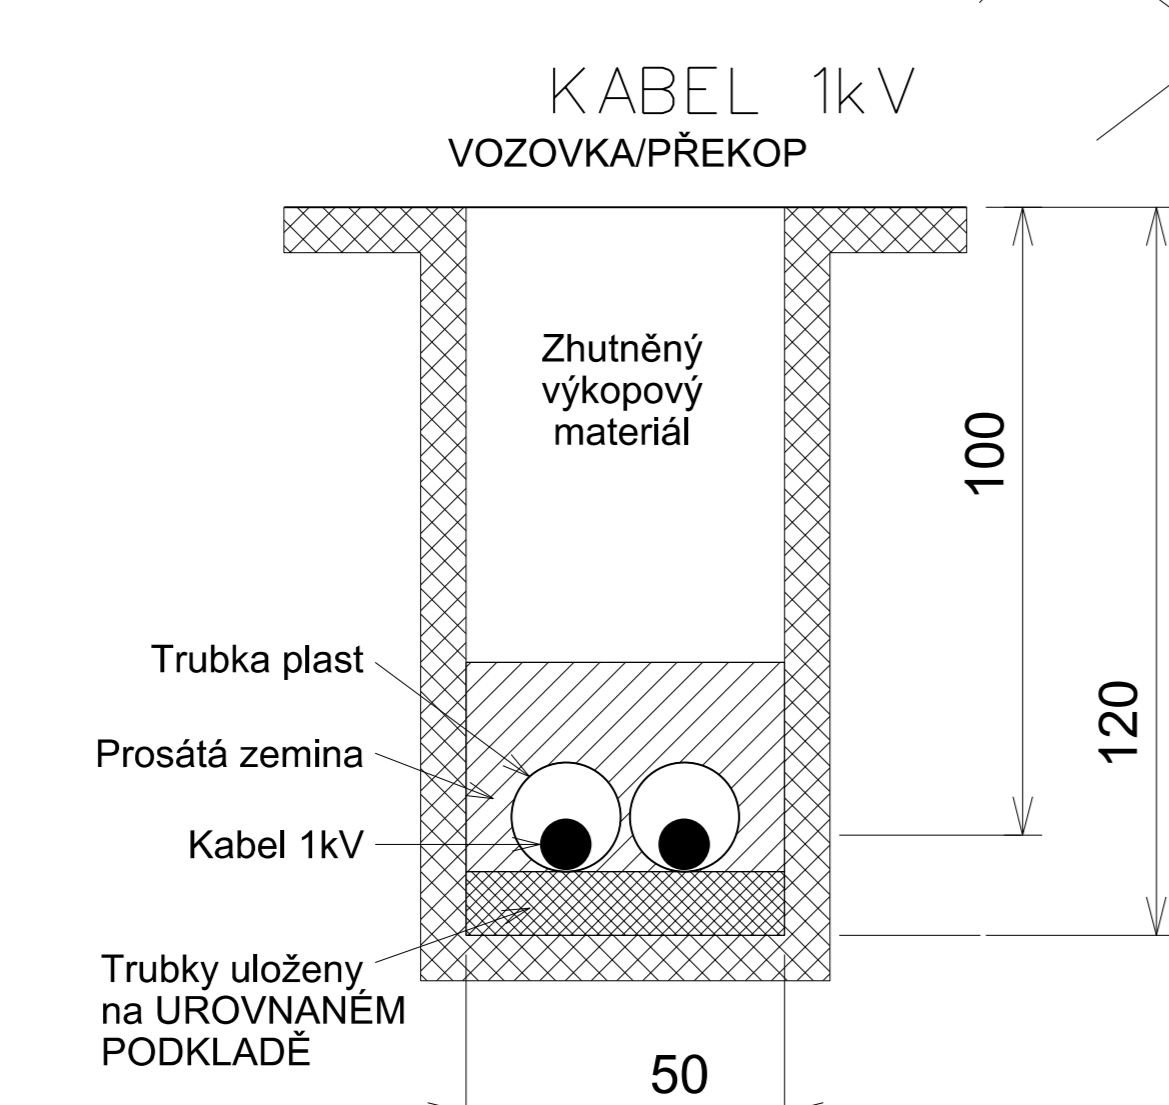 KABEL 1kV
VOZOVKA/PŘEKOP
Zhutněný
výkopový
materiál
100
120
Trubka plast
Prosátá zemina
Kabel 1kV
Trubky uloženy
na UROVNANÉM
PODKLADĚ
50